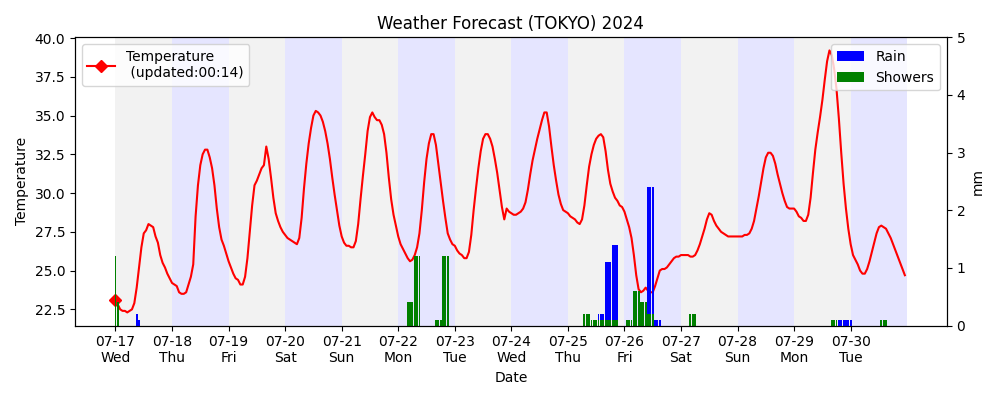 Weather Forecast (TOKYO) 2024
Temperature
(updated:00:14)
Rain
Showers
40.0
37.5
35.0
32.5
30.0
27.5
25.0
22.5
Temperature
5
4
3
2
1
0
mm
07-17 07-18 07-19 07-20 07-21 07-22 07-23 07-24 07-25 07-26 07-27 07-28 07-29 07-30
Wed Thu Fri Sat Sun Mon Tue Wed Thu Fri Sat Sun Mon Tue
Date